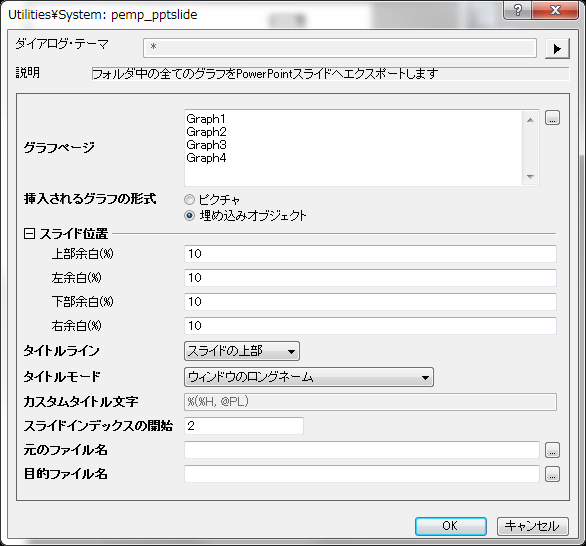 Utilities¥System: pemp_pptslide
ダイアログ・テーマ
*
説明
フォルダ中の全てのグラフをPowerPointスライドへエクスポートします
グラフページ
Graph1
Graph2
Graph3
Graph4
...
挿入されるグラフの形式
ピクチャ
埋め込みオブジェクト
スライド位置
上部余白(%)
10
左余白(%)
10
下部余白(%)
10
右余白(%)
10
タイトルライン
スライドの上部
タイトルモード
ウィンドウのロングネーム
カスタムタイトル文字
%(%H, @PL)
スライドインデックスの開始
2
元のファイル名
...
目的ファイル名
...
OK
キャンセル